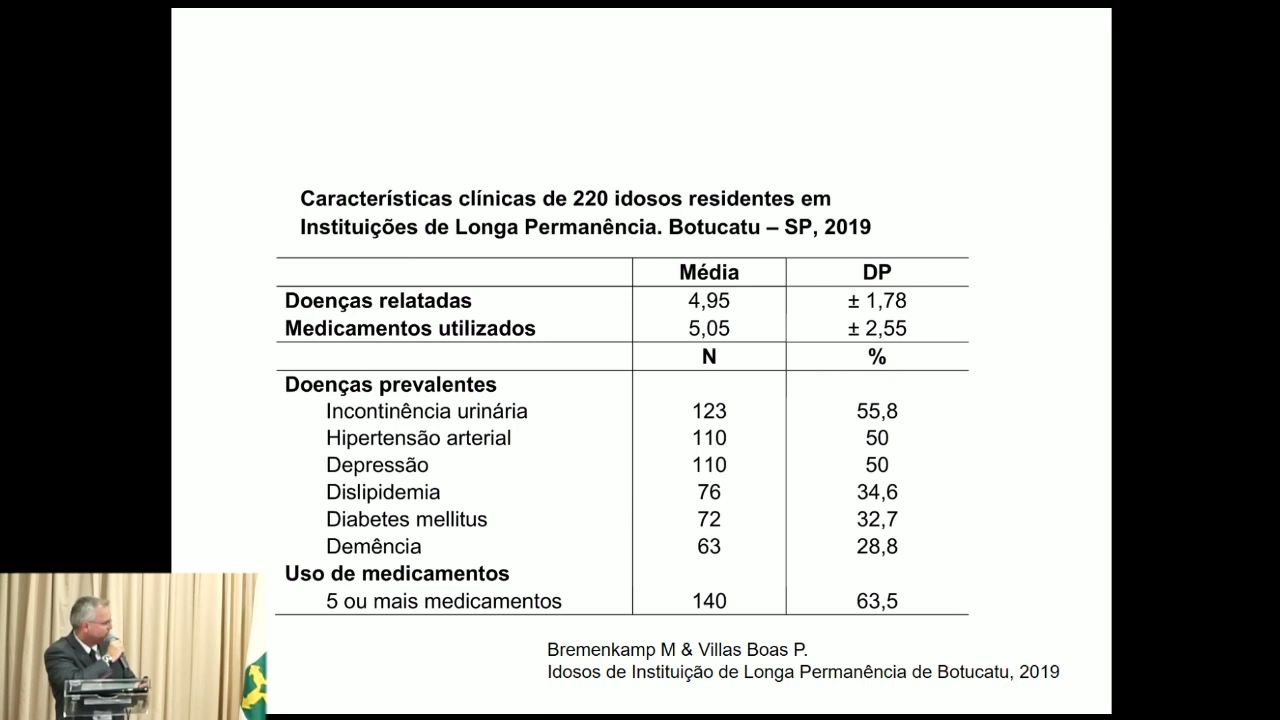 Características clínicas de 220 idosos residentes em
Instituições de Longa Permanência. Botucatu – SP, 2019
Média DP
Doenças relatadas 4,95 ± 1,78
Medicamentos utilizados 5,05 ± 2,55
N %
Doenças prevalentes
Incontinência urinária 123 55,8
Hipertensão arterial 110 50
Depressão 110 50
Dislipidemia 76 34,6
Diabetes mellitus 72 32,7
Demência 63 28,8
Uso de medicamentos
5 ou mais medicamentos 140 63,5
Bremenkamp M & Villas Boas P.
Idosos de Instituição de Longa Permanência de Botucatu, 2019